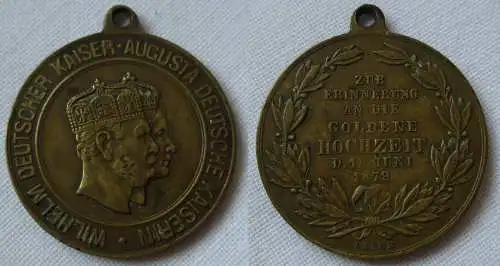 WILHELM DEUTSCHER KAISER · AUGUSTA DEUTSCHE KAISERIN ·
ZUR
ERINNERUNG
AN DIE
GOLDENE
HOCHZEIT
D. 11. JUNI
1879